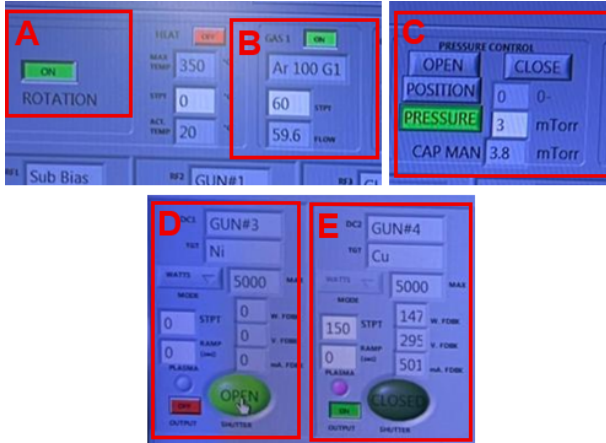 A
ON
ROTATION
HEAT OFF
MAX TEMP 350
STPT 0
ACT. TEMP 20
B
GAS 1 ON
Ar 100 G1
60 STPT
59.6 FLOW
C
PRESSURE CONTROL
OPEN CLOSE
POSITION 0 0-
PRESSURE 3 mTorr
CAP MAN 3.8 mTorr
RF1 Sub Bias
RF2 GUN#1
RF3
D
DC1 GUN#3
TGT Ni
WATTS 5000 MAX
MODE
0 STPT 0 W. FDBK
0 V. FDBK
0 RAMP (sec) 0 mA. FDBK
PLASMA
OPEN
OFF
OUTPUT SHUTTER
E
DC2 GUN#4
TGT Cu
WATTS 5000 MAX
MODE
150 STPT 147 W. FDBK
295 V. FDBK
0 RAMP (sec) 501 mA. FDBK
PLASMA
CLOSED
ON
OUTPUT SHUTTER